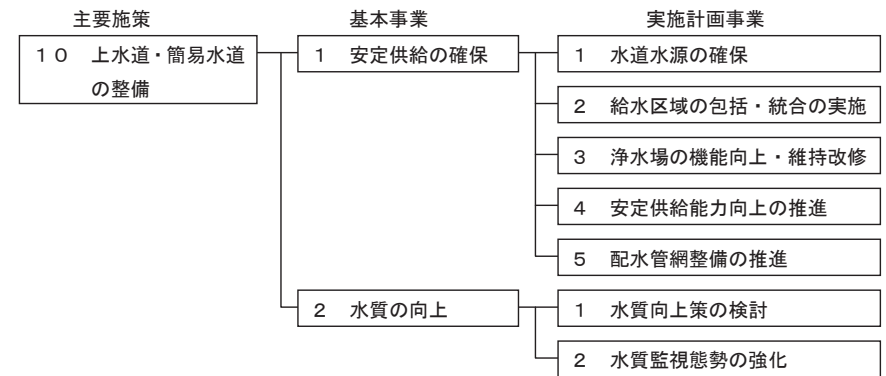 主要施策
基本事業
実施計画事業
１０　上水道・簡易水道
の整備
１　安定供給の確保
１　水道水源の確保
２　給水区域の包括・統合の実施
３　浄水場の機能向上・維持改修
４　安定供給能力向上の推進
５　配水管網整備の推進
２　水質の向上
１　水質向上策の検討
２　水質監視態勢の強化